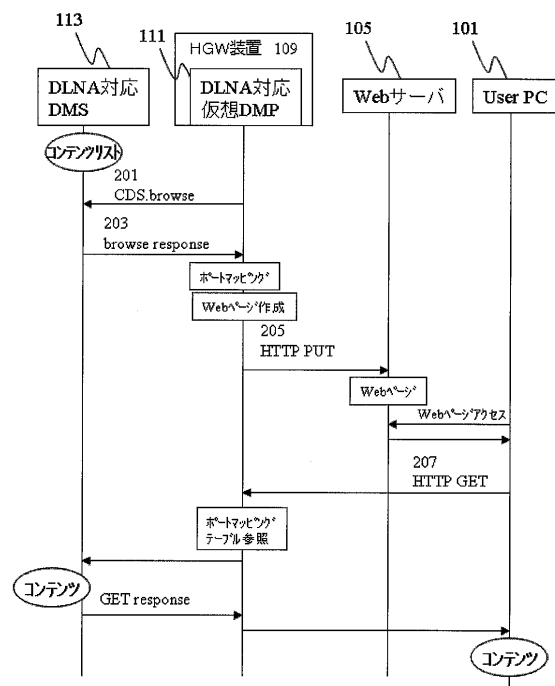 113
111
HGW装置 109
105
101
DLNA対応
DMS
DLNA対応
仮想DMP
Webサーバ
User PC
コンテンツリスト
201
CDS.browse
203
browse response
ポートマッピング
Webページ作成
205
HTTP PUT
Webページ
Webページアクセス
207
HTTP GET
ポートマッピング
テーブル参照
コンテンツ
GET response
コンテンツ